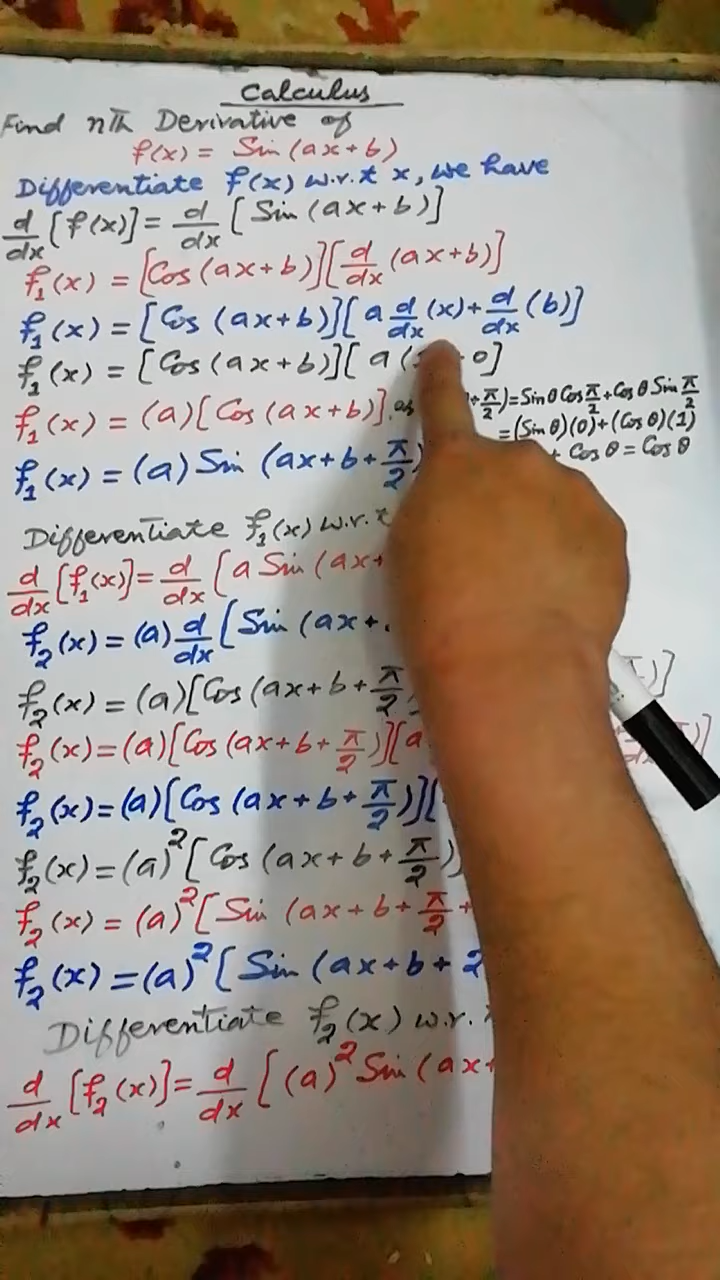 Calculus
Find nTh Derivative of
f(x) = Sin (ax+b)
Differentiate f(x) w.r.t x, we have
d/dx [f(x)] = d/dx [Sin (ax+b)]
f₁(x) = [Cos (ax+b)][d/dx (ax+b)]
f₁(x) = [Cos (ax+b)][a d/dx (x) + d/dx (b)]
f₁(x) = [Cos (ax+b)][a( 0]
f₁(x) = (a)[Cos (ax+b)], as + π/2) = Sinθ Cos π/2 + Cosθ Sin π/2
= (Sinθ)(0) + (Cosθ)(1)
+ Cosθ = Cosθ
f₁(x) = (a) Sin (ax+b+π/2)
Differentiate f₁(x) w.r.t
d/dx [f₁(x)] = d/dx [a Sin (ax+
f₂(x) = (a) d/dx [Sin (ax+
f₂(x) = (a)[Cos (ax+b+π/2 )]
f₂(x) = (a)[Cos (ax+b+π/2)][a
f₂(x) = (a)[Cos (ax+b+π/2)][
f₂(x) = (a)² [Cos (ax+b+π/2)
f₂(x) = (a)² [Sin (ax+b+π/2 +
f₂(x) = (a)² [Sin (ax+b+2
Differentiate f₂(x) w.r.
d/dx [f₂(x)] = d/dx [(a)² Sin (ax+